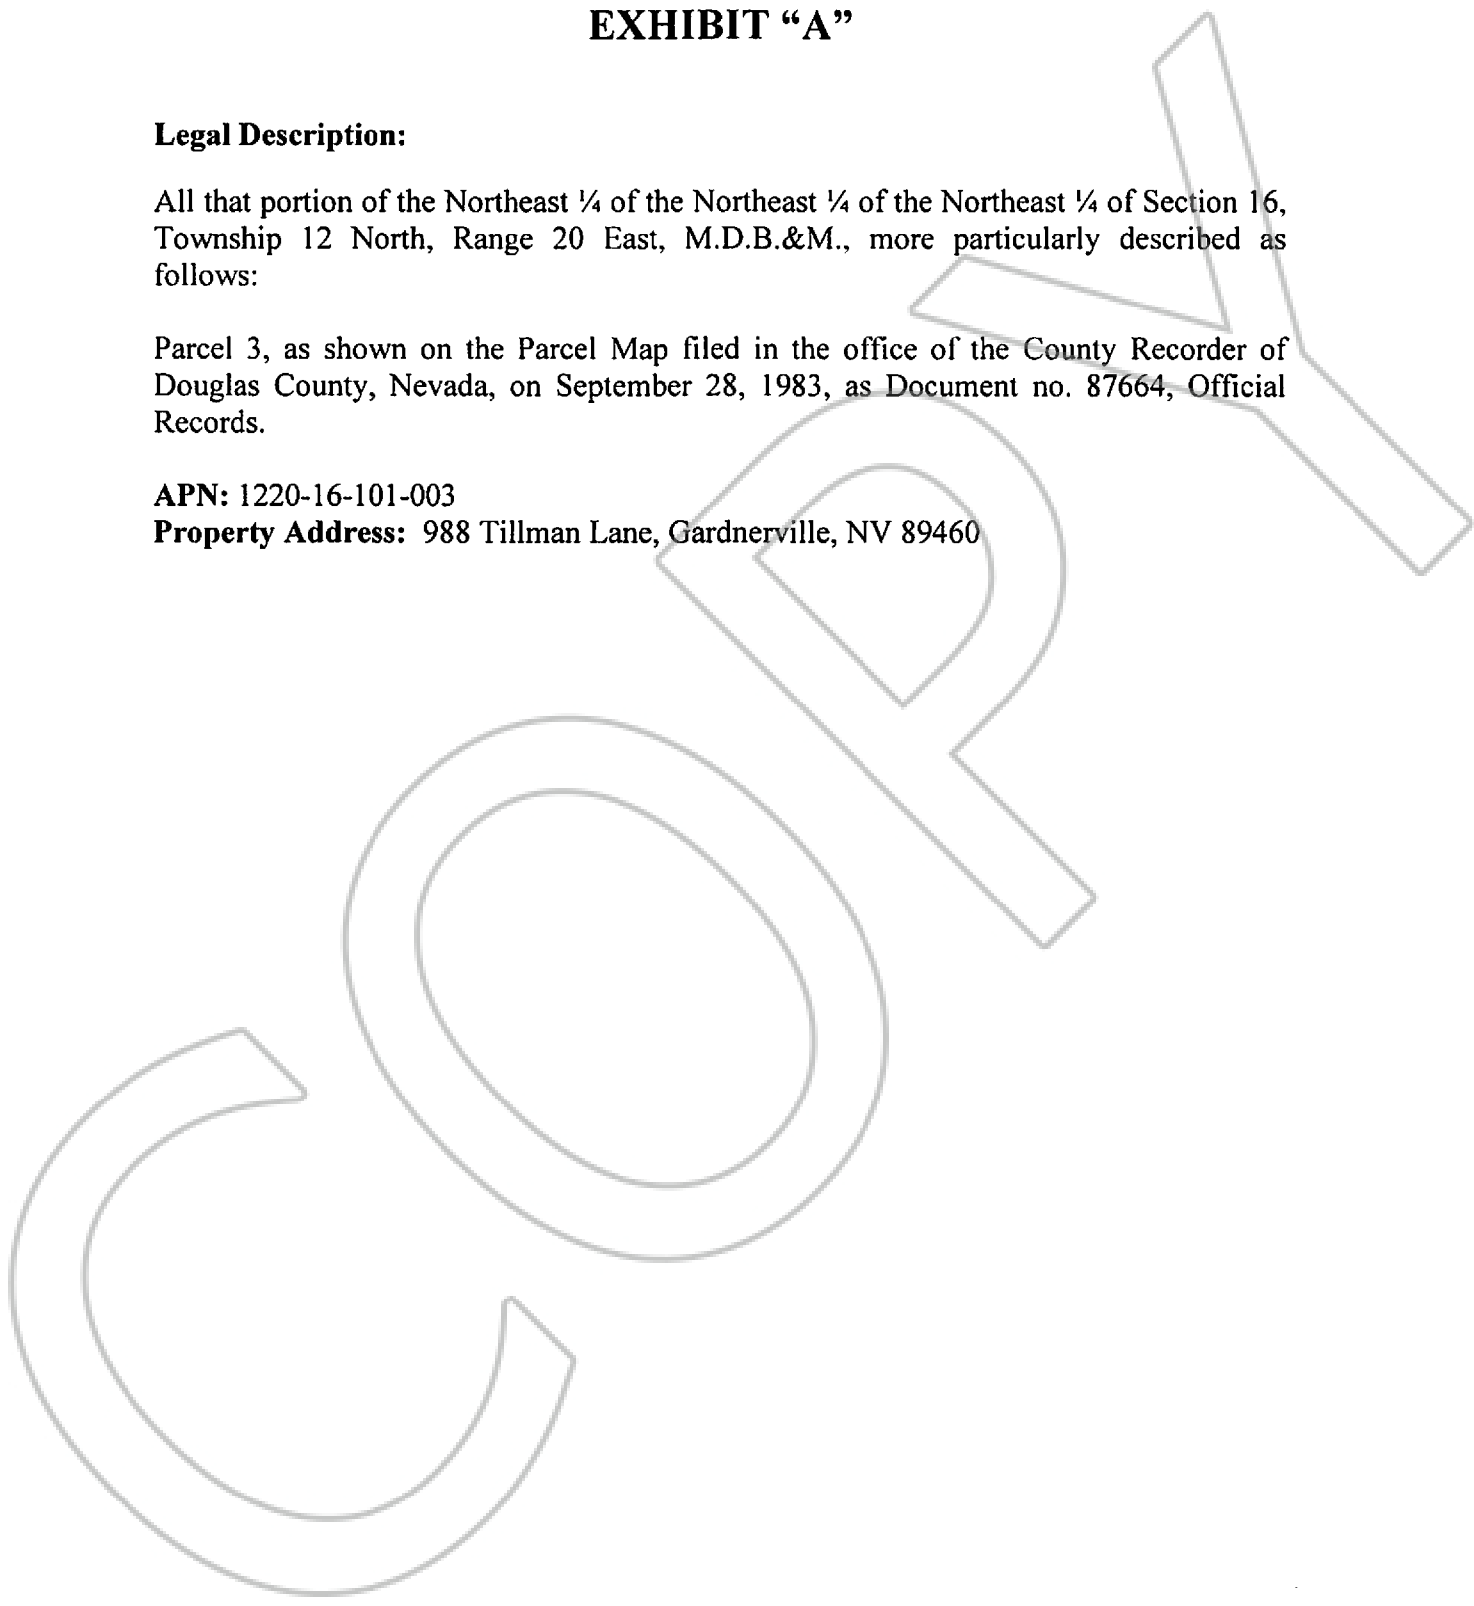 EXHIBIT “A”
Legal Description:
All that portion of the Northeast ¼ of the Northeast ¼ of the Northeast ¼ of Section 16,
Township 12 North, Range 20 East, M.D.B.&M., more particularly described as
follows:
Parcel 3, as shown on the Parcel Map filed in the office of the County Recorder of
Douglas County, Nevada, on September 28, 1983, as Document no. 87664, Official
Records.
APN: 1220-16-101-003
Property Address: 988 Tillman Lane, Gardnerville, NV 89460
COPY